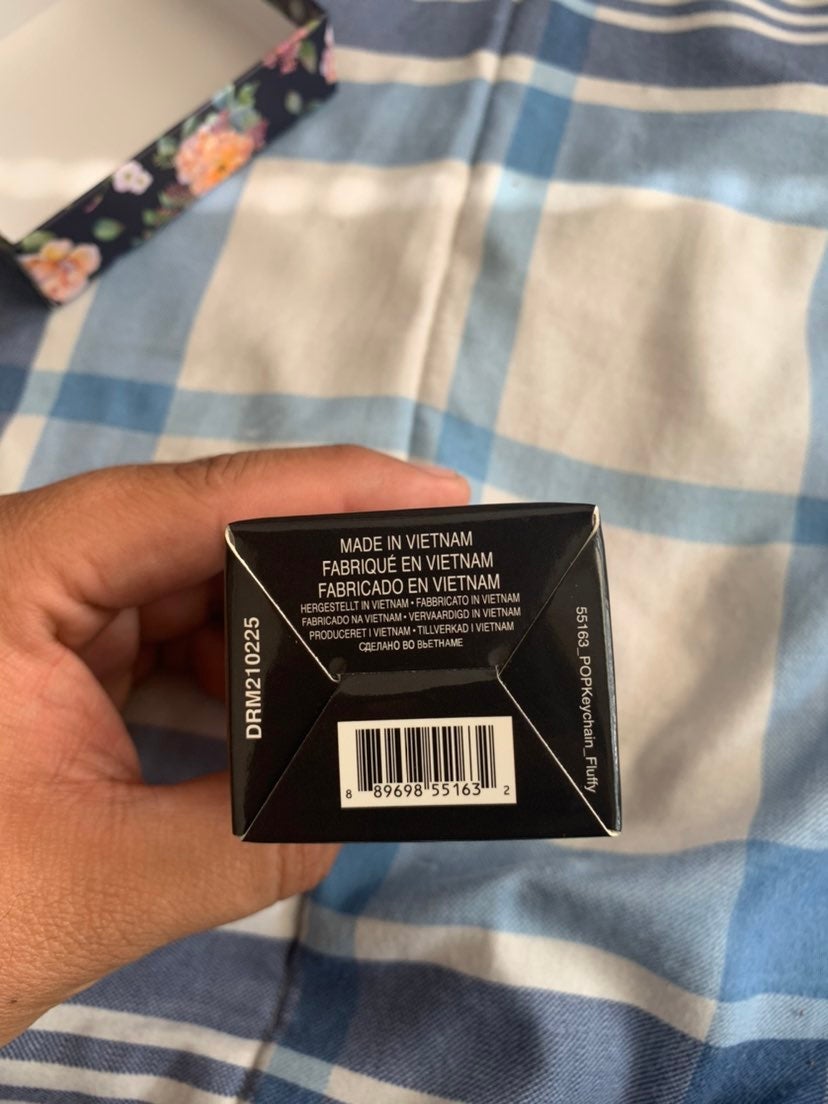 MADE IN VIETNAM
FABRIQUÉ EN VIETNAM
FABRICADO EN VIETNAM
HERGESTELLT IN VIETNAM • FABBRICATO IN VIETNAM
FABRICADO NA VIETNAM • VERVAARDIGD IN VIETNAM
PRODUCERET I VIETNAM • TILLVERKAD I VIETNAM
СДЕЛАНО ВО ВЬЕТНАМЕ
DRM210225
55163_POPKeychain_Fluffy
8 89698 55163 2